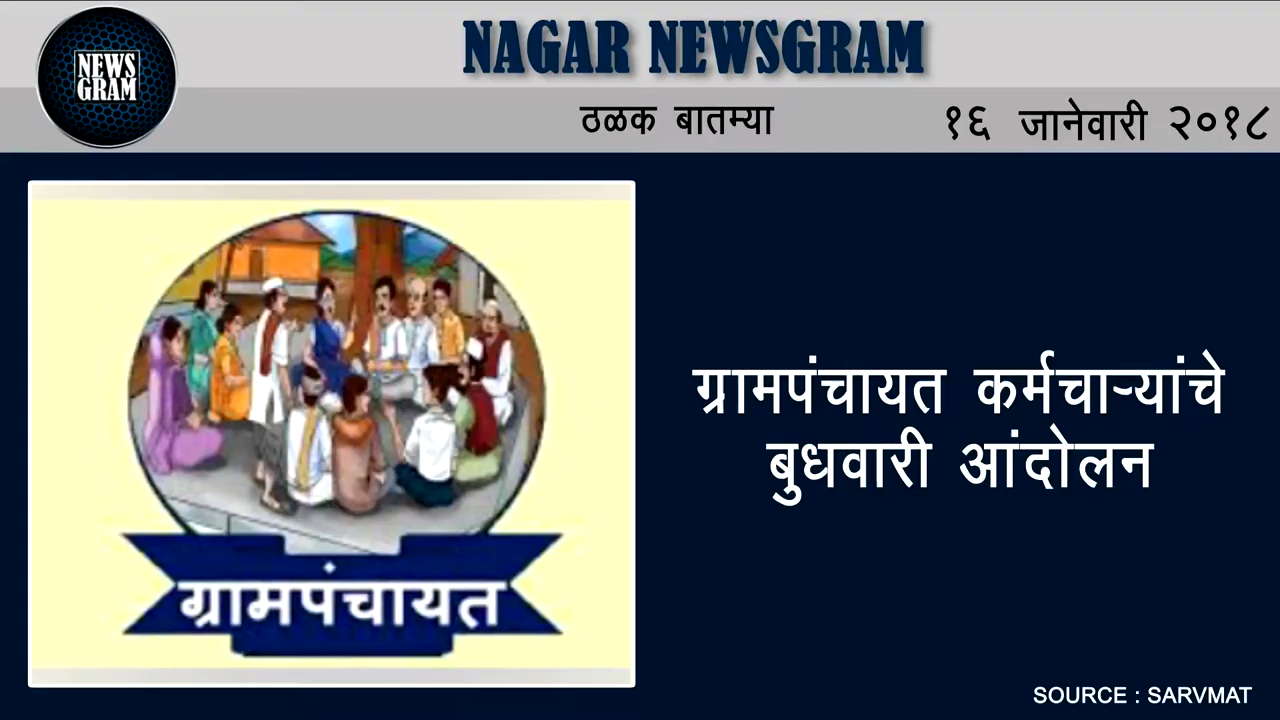 NEWS
GRAM
NAGAR NEWSGRAM
ठळक बातम्या
१६ जानेवारी २०१८
ग्रामपंचायत
ग्रामपंचायत कर्मचाऱ्यांचे
बुधवारी आंदोलन
SOURCE : SARVMAT